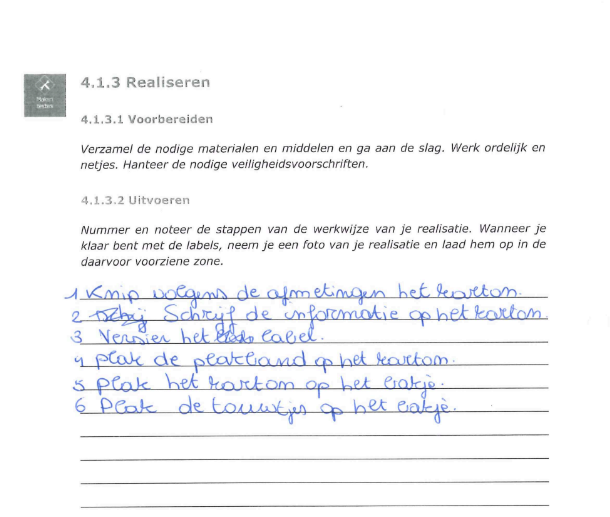 4.1.3 Realiseren
4.1.3.1 Voorbereiden
Verzamel de nodige materialen en middelen en ga aan de slag. Werk ordelijk en
netjes. Hanteer de nodige veiligheidsvoorschriften.
4.1.3.2 Uitvoeren
Nummer en noteer de stappen van de werkwijze van je realisatie. Wanneer je
klaar bent met de labels, neem je een foto van je realisatie en laad hem op in de
daarvoor voorziene zone.
1 Knip volgens de afmetingen het karton.
2 Schrijf de informatie op het karton
3 Versier het label.
4 plak de plakband op het karton.
5 Plak het karton op het bakje.
6 Plak de touwtjes op het bakje.